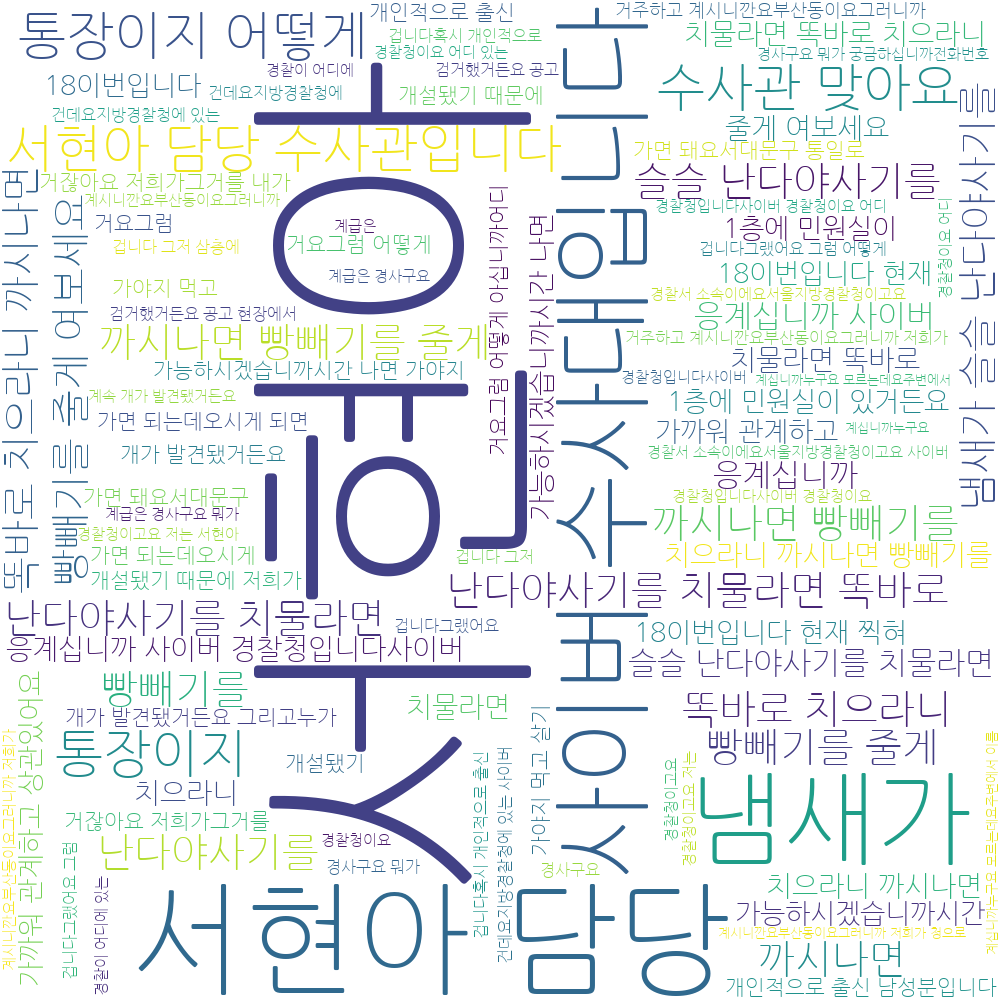 통장이지 어떻게
개인적으로 출신
거주하고 계시니깐요부산동이요그러니까
겁니다혹시 개인적으로
치물라면 똑바로 치으라니
경찰청이요 어디 있는
경사구요 뭐가 궁금하십니까전화번호
경찰이 어디에
검거했거든요 공고
18이번입니다
건데요지방경찰청에
개설됐기 때문에
수사관 맞아요
건데요지방경찰청에 있는
줄게 여보세요
서현아 담당 수사관입니다
가면 돼요서대문구 통일로
거잖아요 저희가그거를 내가
슬슬 난다야사기를
계시니깐요부산동이요그러니까
경찰청입니다사이버 경찰청이요 어디
거요그럼
계급은
1층에 민원실이
겁니다 그저 삼층에
거요그럼 어떻게
겁니다그랬어요 그럼 어떻게
계급은 경사구요
18이번입니다 현재
가야지 먹고
경찰서 소속이에요서울지방경찰청이고요
검거했거든요 공고 현장에서
응계십니까 사이버
까시나면 빵빼기를 줄게
거주하고 계시니깐요부산동이요그러니까 저희가
치물라면 똑바로
가능하시겠습니까시간 나면 가야지
경찰청입니다사이버
계십니까누구요 모르는데요주변에서
계속 개가 발견됐거든요
1층에 민원실이 있거든요
가면 되는데오시게 되면
가까워 관계하고
계십니까누구요
개가 발견됐거든요
경찰서 소속이에요서울지방경찰청이고요 사이버
응계십니까
가면 돼요서대문구
경찰청입니다사이버 경찰청이요
계급은 경사구요 뭐가
까시나면 빵빼기를
경찰청이고요 저는 서현아
가면 되는데오시게
겁니다 그저
치으라니 까시나면 빵빼기를
개설됐기 때문에 저희가
난다야사기를 치물라면 똑바로
난다야사기를 치물라면
겁니다그랬어요
18이번입니다 현재 찍혀
응계십니까 사이버 경찰청입니다사이버
슬슬 난다야사기를 치물라면
빵빼기를
개가 발견됐거든요 그리고누가
치물라면
똑바로 치으라니
통장이지
개설됐기
빵빼기를 줄게
치으라니
냄새가
거잖아요 저희가그거를
경찰청이요
난다야사기를
경사구요 뭐가
경사구요
치으라니 까시나면
서현아 담당
가능하시겠습니까시간
계시니깐요부산동이요그러니까 저희가 경으로
까시나면
개인적으로 출신 남성분입니다
똑바로 치으라니 까시나면
빵빼기를 줄게 여보세요
서현아
거요그럼 어떻게 아십니까어디
가능하시겠습니까시간 나면
사이버 수사대입니다
경찰청이요 어디
냄새가 슬슬 난다야사기를
계시니깐요부산동이요그러니까 저희가
가까워 관계하고 상관있어요
겁니다그랬어요 그럼
경찰이 어디에 있는
겁니다혹시 개인적으로 출신
건데요지방경찰청에 있는 사이버
가야지 먹고 살기
경찰청이고요
경찰청이고요 저는
계십니까누구요 모르는데요주변에서 이름